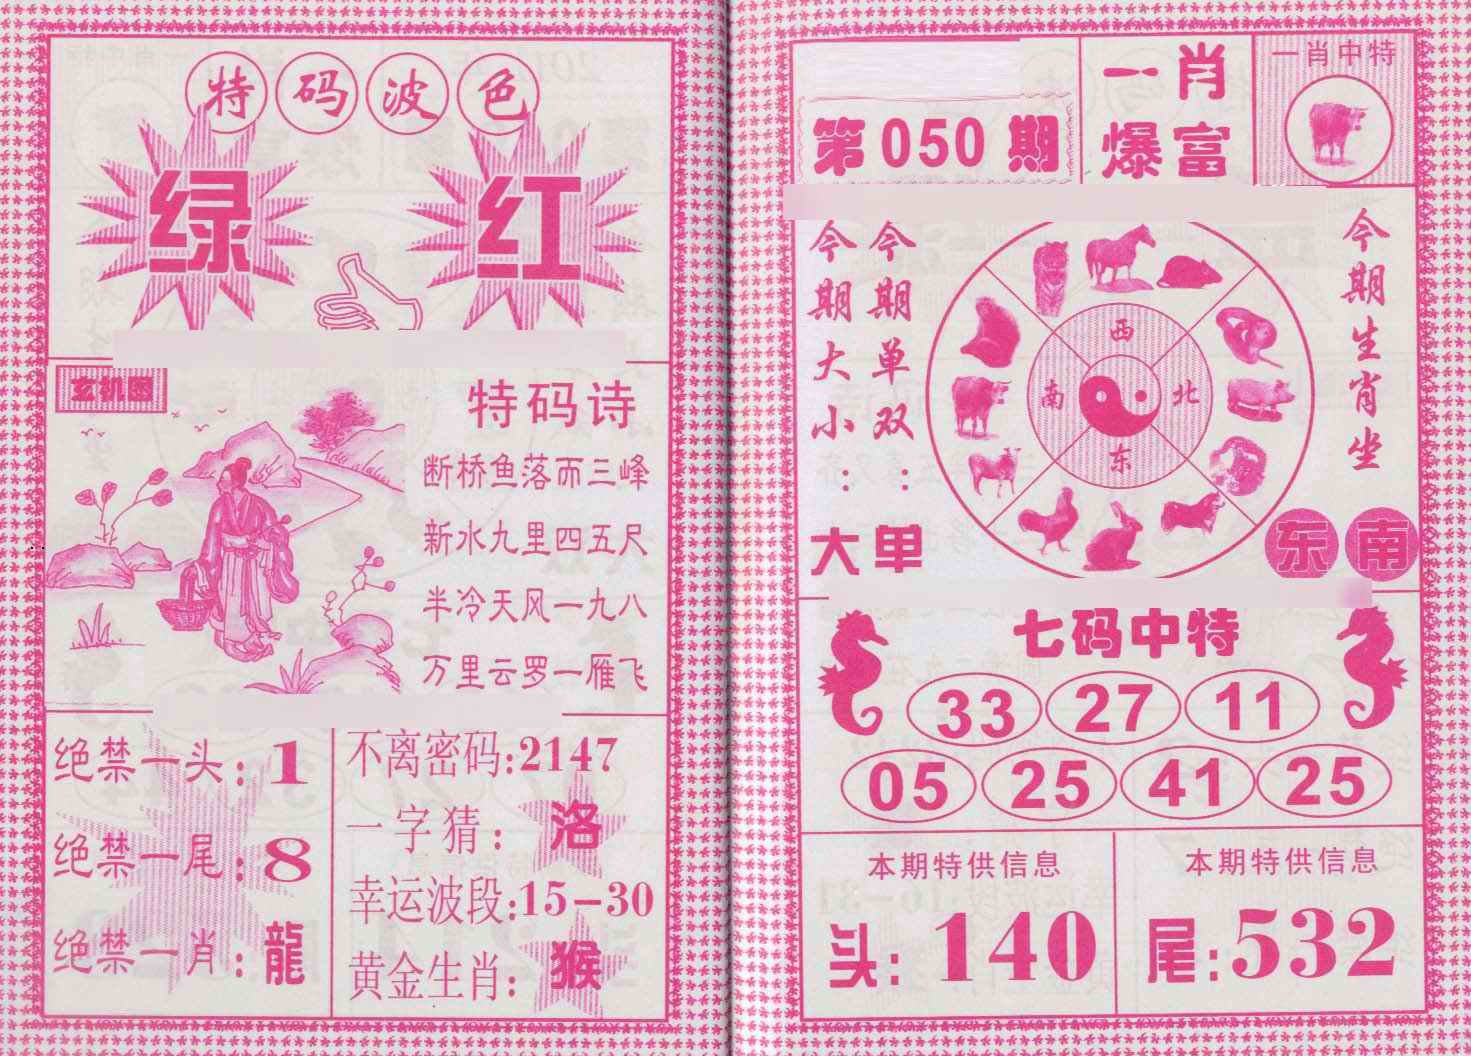 特码波色
绿 红
玄机图
特码诗
断桥鱼落而三峰
新水九里四五尺
半冷天风一九八
万里云罗一雁飞
绝禁一头:1
绝禁一尾:8
绝禁一肖:龍
不离密码:2147
一字猜:洛
幸运波段:15-30
黄金生肖:猴
第050期
一肖
爆富
一肖中特
今期大小:大
今期单双:单
西
南 北
东
今期生肖坐
东南
七码中特
33 27 11
05 25 41 25
本期特供信息
头:140
本期特供信息
尾:532